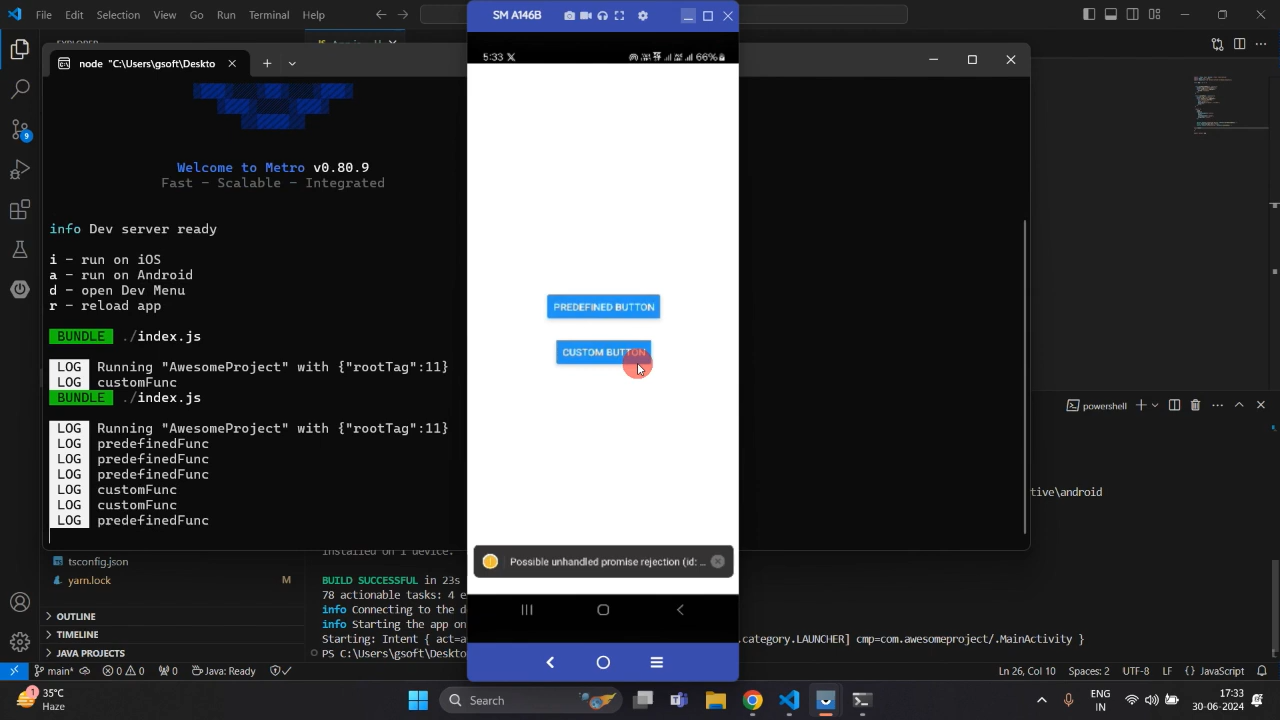 File Edit Selection View Go Run Terminal Help
SM A146B
EXPLORER
node "C:\Users\gsoft\Deskto
5:33
66%
Welcome to Metro v0.80.9
Fast - Scalable - Integrated
info Dev server ready
i - run on iOS
a - run on Android
d - open Dev Menu
r - reload app
BUNDLE ./index.js
LOG Running "AwesomeProject" with {"rootTag":11}
LOG customFunc
BUNDLE ./index.js
LOG Running "AwesomeProject" with {"rootTag":11}
LOG predefinedFunc
LOG predefinedFunc
LOG predefinedFunc
LOG customFunc
LOG customFunc
LOG predefinedFunc
PREDEFINED BUTTON
CUSTOM BUTTON
Possible unhandled promise rejection (id: ...
powershell
tive\android
installed on 1 device.
tsconfig.json
yarn.lock M
OUTLINE
TIMELINE
JAVA PROJECTS
BUILD SUCCESSFUL in 23s
78 actionable tasks: 4 e
info Connecting to the de
info Starting the app on
Starting: Intent { act=a
.category.LAUNCHER] cmp=com.awesomeproject/.MainActivity }
PS C:\Users\gsoft\Deskto
main* 0 0 0 Java: Ready
Ln 26, Col 10 Spaces: 2 UTF-8 LF {} JavaScript
1
35°C
Haze
Search
ENG
IN
17:33
30-06-2024
9